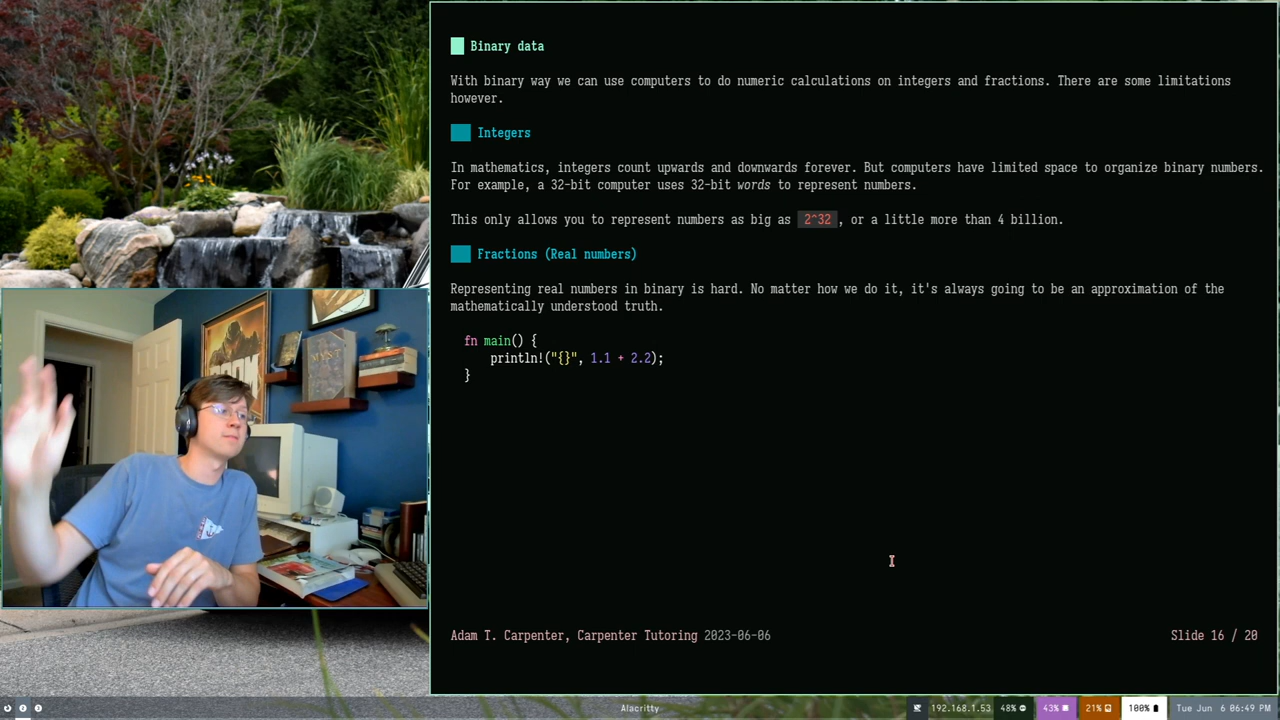 Binary data
With binary way we can use computers to do numeric calculations on integers and fractions. There are some limitations
however.
Integers
In mathematics, integers count upwards and downwards forever. But computers have limited space to organize binary numbers.
For example, a 32-bit computer uses 32-bit words to represent numbers.
This only allows you to represent numbers as big as 2^32, or a little more than 4 billion.
Fractions (Real numbers)
Representing real numbers in binary is hard. No matter how we do it, it's always going to be an approximation of the
mathematically understood truth.
fn main() {
println!("{}", 1.1 + 2.2);
}
MYST
Adam T. Carpenter, Carpenter Tutoring 2023-06-06
Slide 16 / 20
Alacritty
192.168.1.53 48% 43% 21% 100% Tue Jun 6 06:49 PM